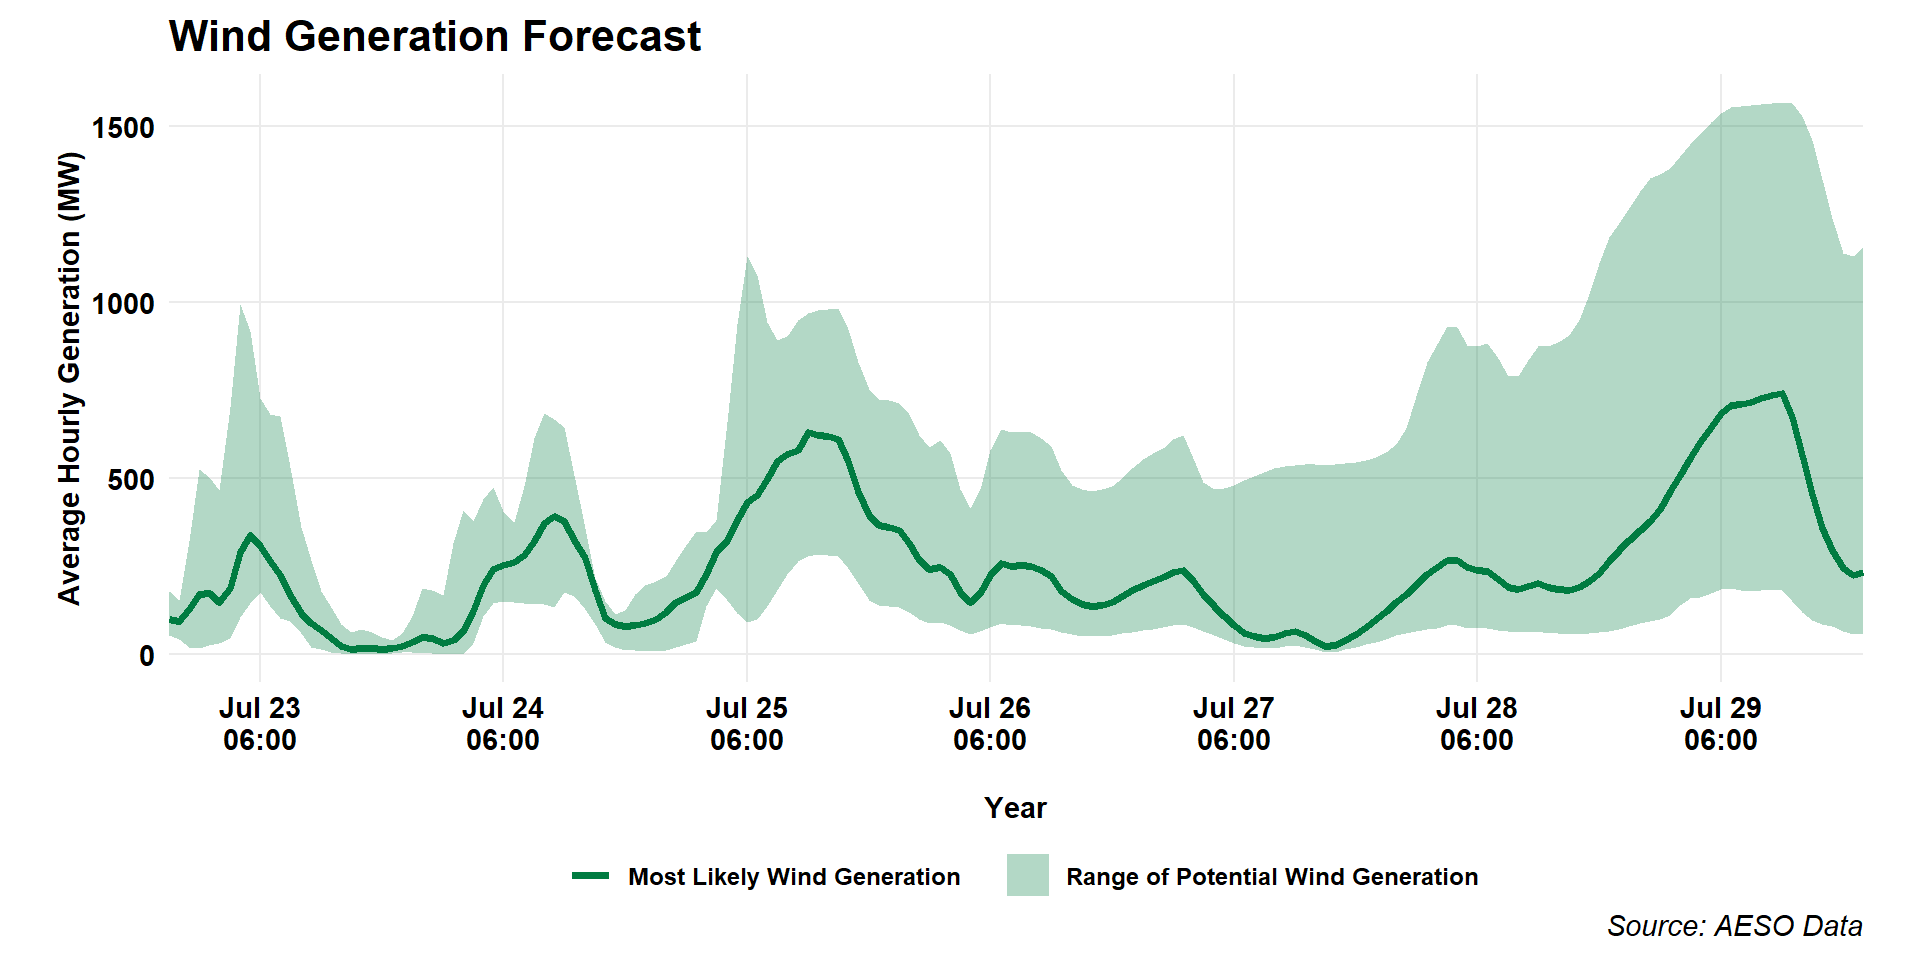 Wind Generation Forecast
Average Hourly Generation (MW)
1500
1000
500
0
Jul 23 Jul 24 Jul 25 Jul 26 Jul 27 Jul 28 Jul 29
06:00 06:00 06:00 06:00 06:00 06:00 06:00
Year
Most Likely Wind Generation Range of Potential Wind Generation
Source: AESO Data